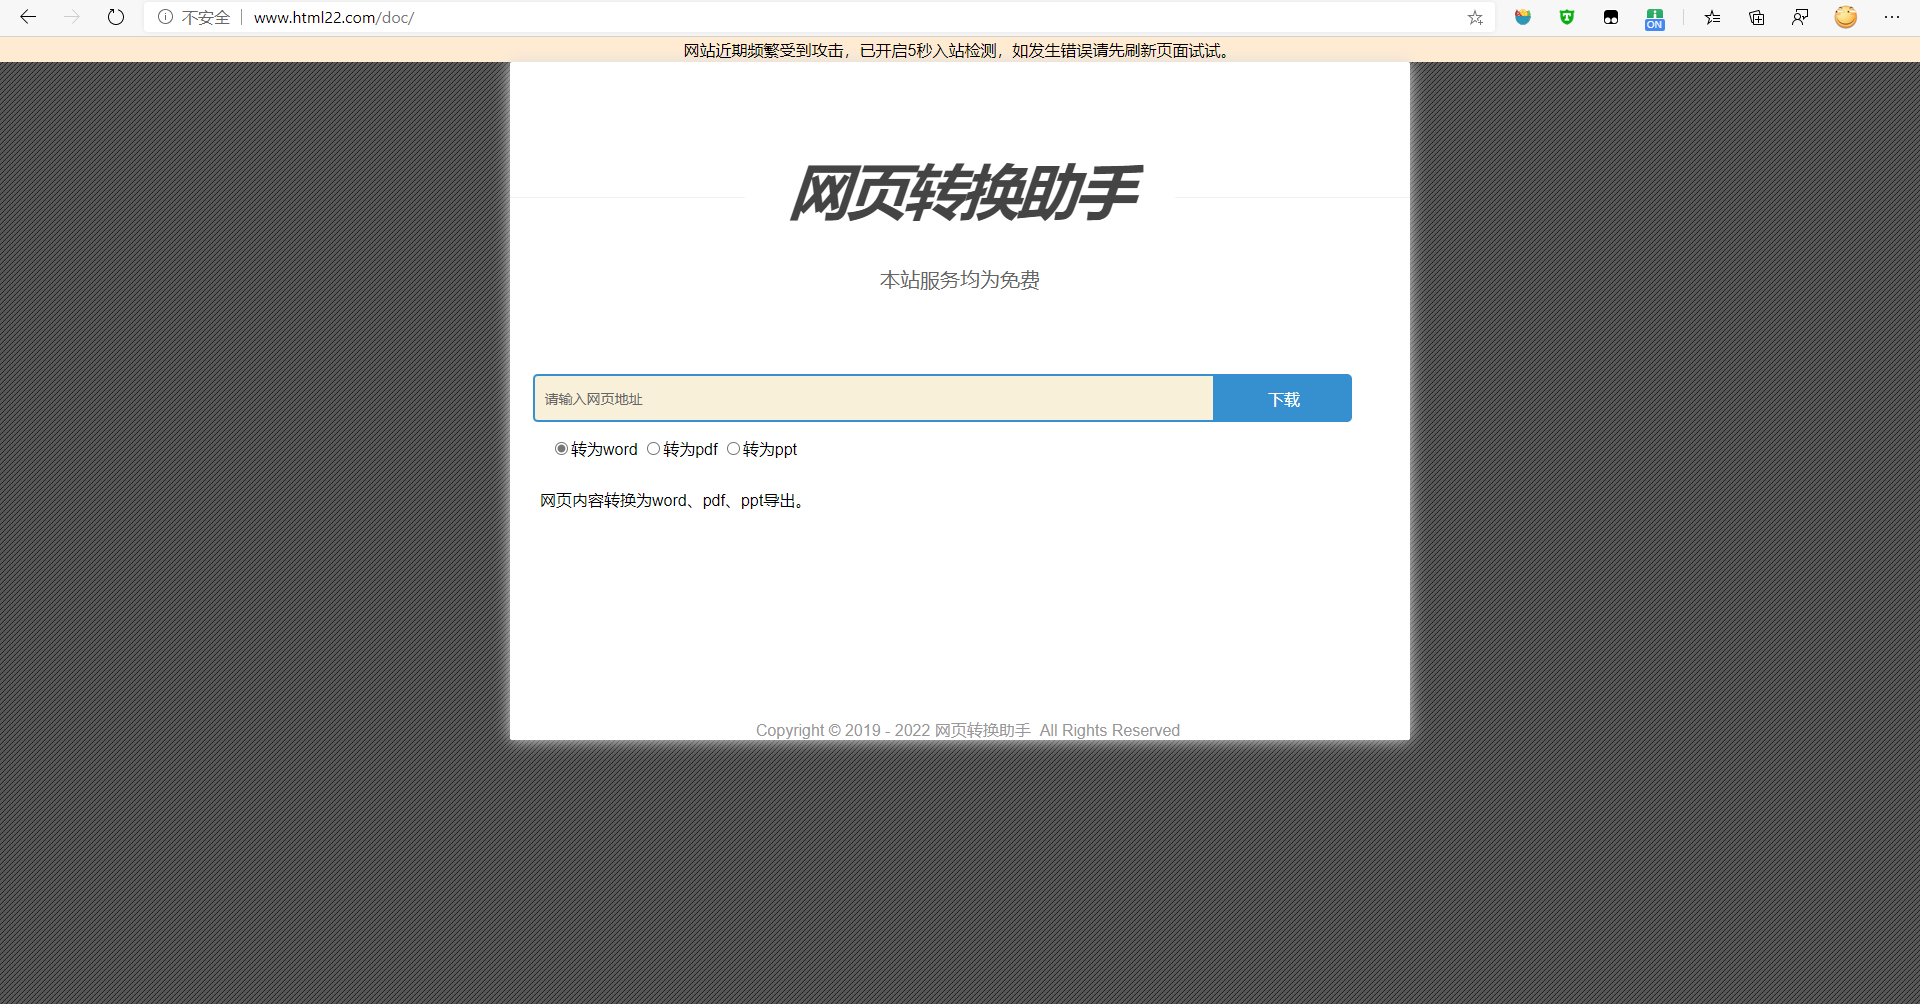 不安全 www.html22.com/doc/
ON
网站近期频繁受到攻击，已开启5秒入站检测，如发生错误请先刷新页面试试。
网页转换助手
本站服务均为免费
请输入网页地址 下载
转为word 转为pdf 转为ppt
网页内容转换为word、pdf、ppt导出。
Copyright © 2019 - 2022 网页转换助手 All Rights Reserved